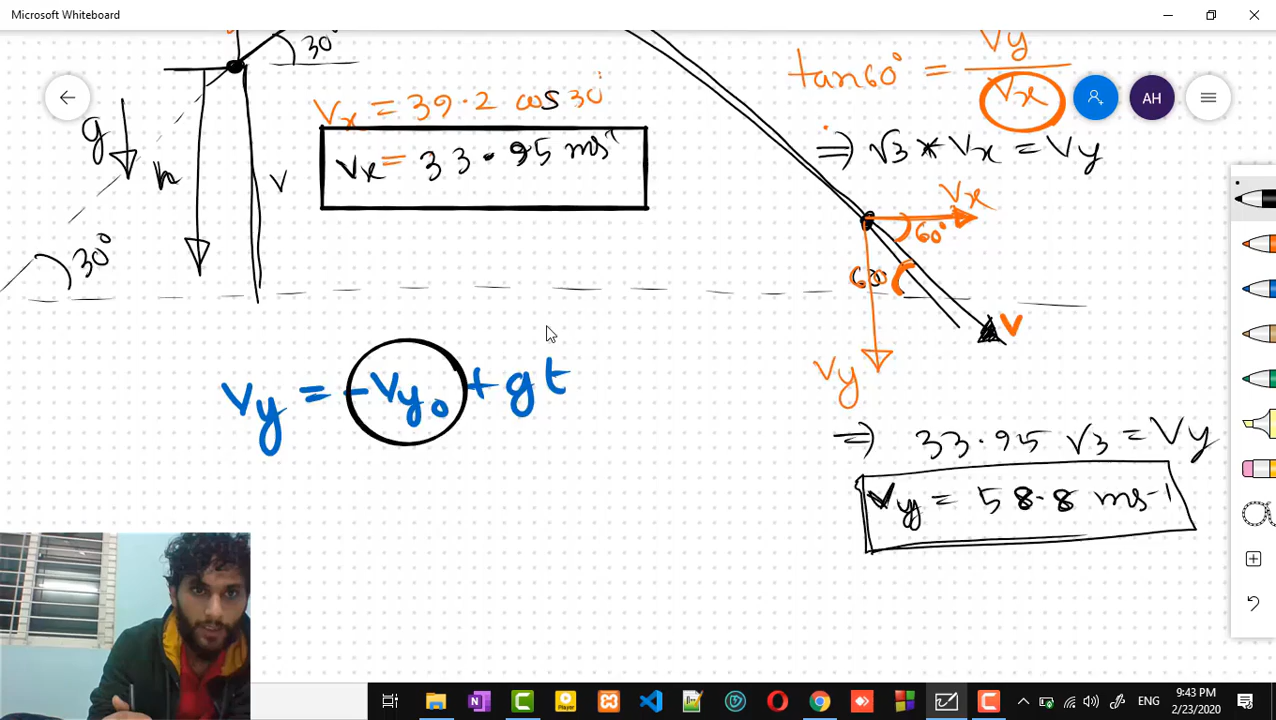 Microsoft Whiteboard
30°
g
h
V
30°
Vx = 39.2 cos 30°
Vx = 33.95 ms⁻¹
tan60° = Vy / Vx
AH
⇒ √3 * Vx = Vy
Vx
60°
60
V
Vy
Vy = -Vy₀ + gt
⇒ 33.95 √3 = Vy
Vy = 58.8 ms-1
a
Player
ENG
9:43 PM
2/23/2020